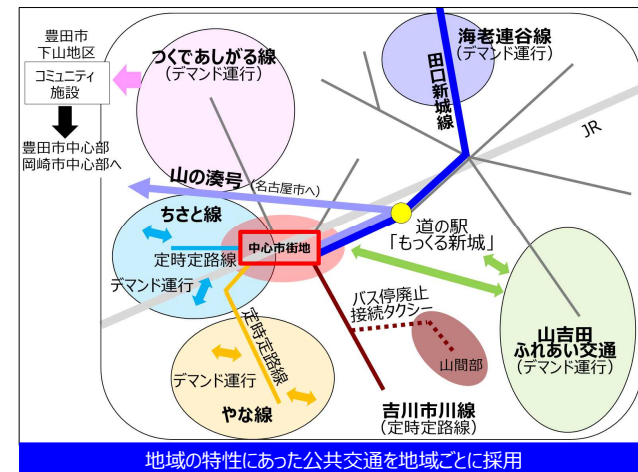 豊田市
下山地区
コミュニティ
施設
豊田市中心部
岡崎市中心部へ
つくであしがる線
(デマンド運行)
海老連谷線
(デマンド運行)
田口新城線
JR
山の湊号(名古屋市へ)
ちさと線
定時定路線
デマンド運行
中心市街地
道の駅
「もっくる新城」
バス停廃止
接続タクシー
山間部
山吉田
ふれあい交通
(デマンド運行)
定時定路線
デマンド運行
やな線
吉川市川線
(定時定路線)
地域の特性にあった公共交通を地域ごとに採用